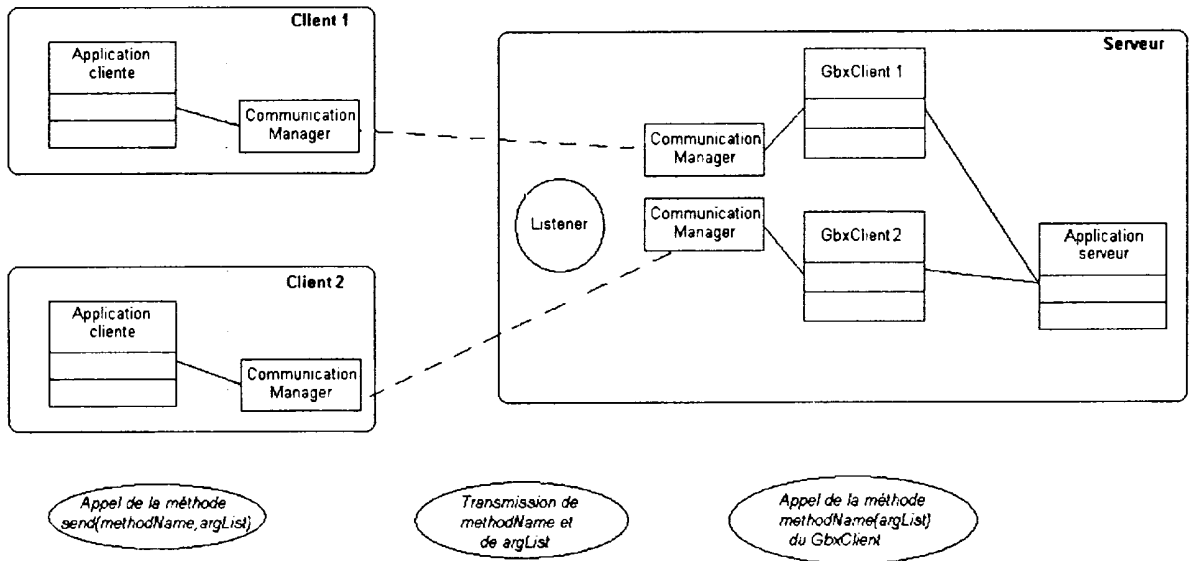 Client 1
Application
cliente
Communication
Manager
Client 2
Application
cliente
Communication
Manager
Serveur
GbxClient 1
Communication
Manager
Listener
Communication
Manager
GbxClient2
Application
serveur
Appel de la méthode
send(methodName,argList)
Transmission de
methodName et
de argList
Appel de la méthode
methodName(argList)
du GbxClient